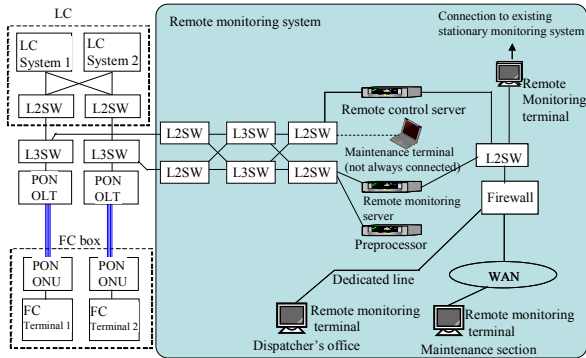 LC
LC
System 1
LC
System 2
L2SW
L2SW
L3SW
L3SW
PON
OLT
PON
OLT
FC box
PON
ONU
PON
ONU
FC
Terminal 1
FC
Terminal 2
Remote monitoring system
Connection to existing
stationary monitoring system
Remote
Monitoring
terminal
L2SW
L3SW
L2SW
Remote control server
L2SW
L3SW
L2SW
Maintenance terminal
(not always connected)
L2SW
Remote monitoring
server
Firewall
Preprocessor
Dedicated line
WAN
Remote monitoring
terminal
Dispatcher's office
Remote monitoring
terminal
Maintenance section